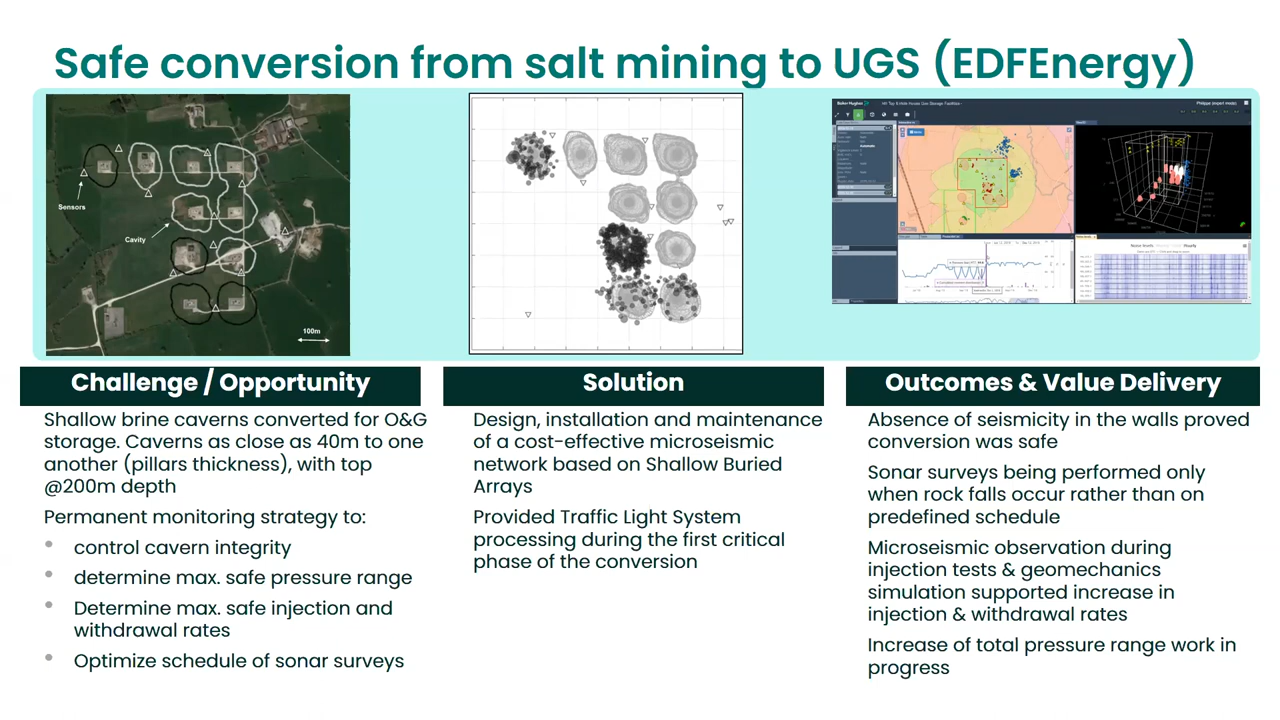 Safe conversion from salt mining to UGS (EDFEnergy)
Sensors
Cavity
100m
Baker Hughes
Philippe (expert mode)
Challenge / Opportunity
Shallow brine caverns converted for O&G
storage. Caverns as close as 40m to one
another (pillars thickness), with top
@200m depth
Permanent monitoring strategy to:
control cavern integrity
determine max. safe pressure range
Determine max. safe injection and
withdrawal rates
Optimize schedule of sonar surveys
Solution
Design, installation and maintenance
of a cost-effective microseismic
network based on Shallow Buried
Arrays
Provided Traffic Light System
processing during the first critical
phase of the conversion
Outcomes & Value Delivery
Absence of seismicity in the walls proved
conversion was safe
Sonar surveys being performed only
when rock falls occur rather than on
predefined schedule
Microseismic observation during
injection tests & geomechanics
simulation supported increase in
injection & withdrawal rates
Increase of total pressure range work in
progress